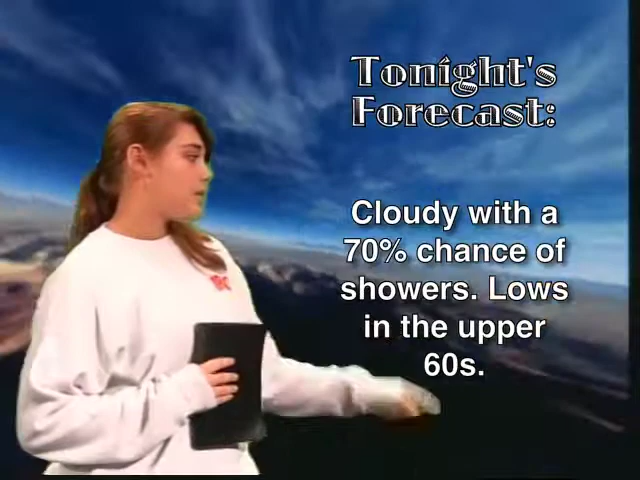 Tonight's
Forecast:
Cloudy with a
70% chance of
showers. Lows
in the upper
60s.